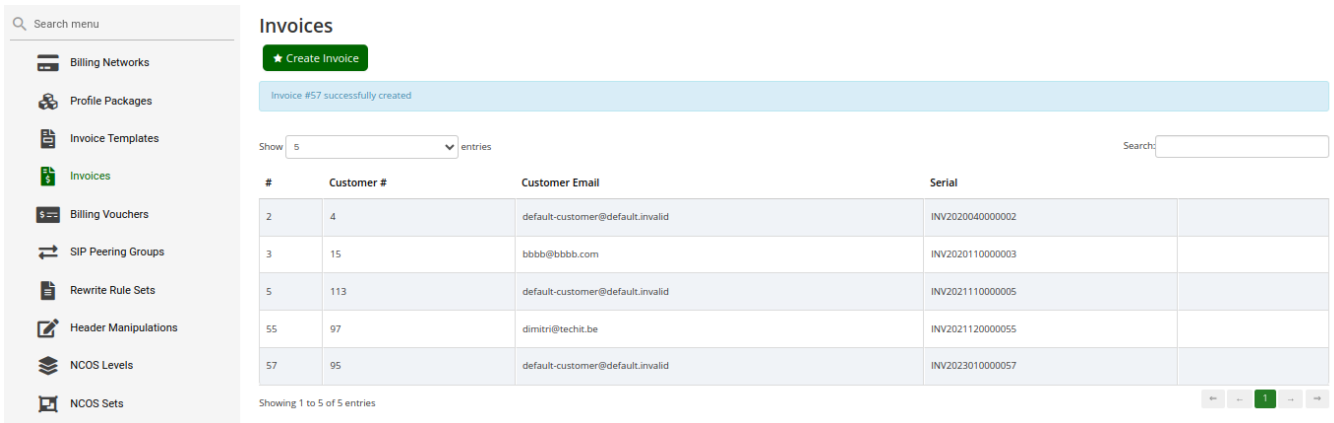 Search menu
Billing Networks
Profile Packages
Invoice Templates
Invoices
Billing Vouchers
SIP Peering Groups
Rewrite Rule Sets
Header Manipulations
NCOS Levels
NCOS Sets
Invoices
★ Create Invoice
Invoice #57 successfully created
Show 5 entries Search:
# Customer # Customer Email Serial
2 4 default-customer@default.invalid INV2020040000002
3 15 bbbb@bbbb.com INV2020110000003
5 113 default-customer@default.invalid INV2021110000005
55 97 dimitri@techit.be INV2021120000055
57 95 default-customer@default.invalid INV2023010000057
Showing 1 to 5 of 5 entries ⇐ ← 1 → ⇒